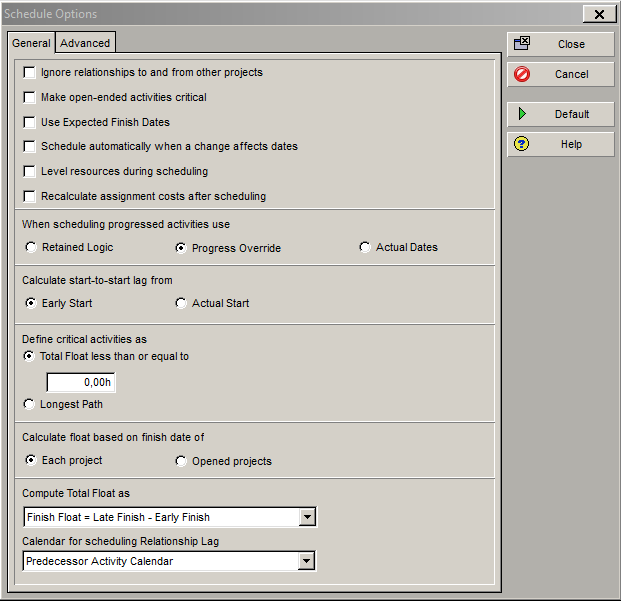 Schedule Options
General
Advanced
Close
Cancel
Default
? Help
Ignore relationships to and from other projects
Make open-ended activities critical
Use Expected Finish Dates
Schedule automatically when a change affects dates
Level resources during scheduling
Recalculate assignment costs after scheduling
When scheduling progressed activities use
Retained Logic
Progress Override
Actual Dates
Calculate start-to-start lag from
Early Start
Actual Start
Define critical activities as
Total Float less than or equal to
0,00h
Longest Path
Calculate float based on finish date of
Each project
Opened projects
Compute Total Float as
Finish Float = Late Finish - Early Finish
Calendar for scheduling Relationship Lag
Predecessor Activity Calendar